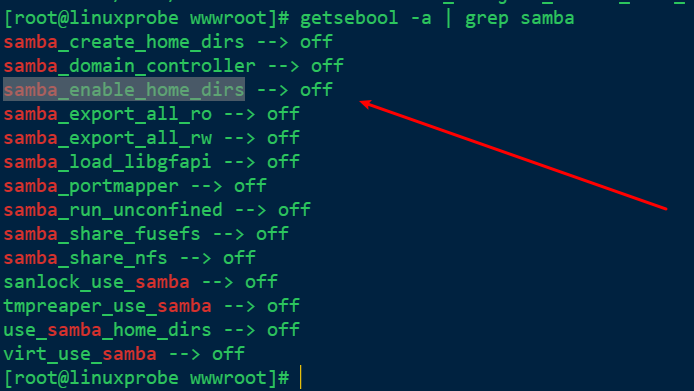 [root@linuxprobe wwwroot]# getsebool -a | grep samba
samba_create_home_dirs --> off
samba_domain_controller --> off
samba_enable_home_dirs --> off
samba_export_all_ro --> off
samba_export_all_rw --> off
samba_load_libgfapi --> off
samba_portmapper --> off
samba_run_unconfined --> off
samba_share_fusefs --> off
samba_share_nfs --> off
sanlock_use_samba --> off
tmpreaper_use_samba --> off
use_samba_home_dirs --> off
virt_use_samba --> off
[root@linuxprobe wwwroot]#